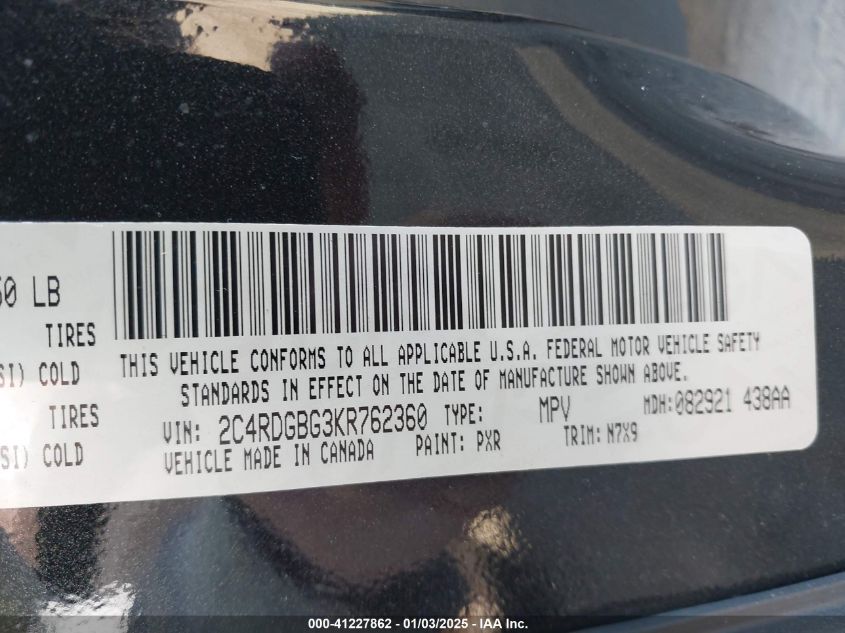 50 LB
TIRES
SI) COLD
TIRES
SI) COLD
THIS VEHICLE CONFORMS TO ALL APPLICABLE U.S.A. FEDERAL MOTOR VEHICLE SAFETY
STANDARDS IN EFFECT ON THE DATE OF MANUFACTURE SHOWN ABOVE.
VIN: 2C4RDGBG3KR762360 TYPE: MPV MDH:082921 438AA
VEHICLE MADE IN CANADA PAINT: PXR TRIM: N7X9
000-41227862 - 01/03/2025 - IAA Inc.